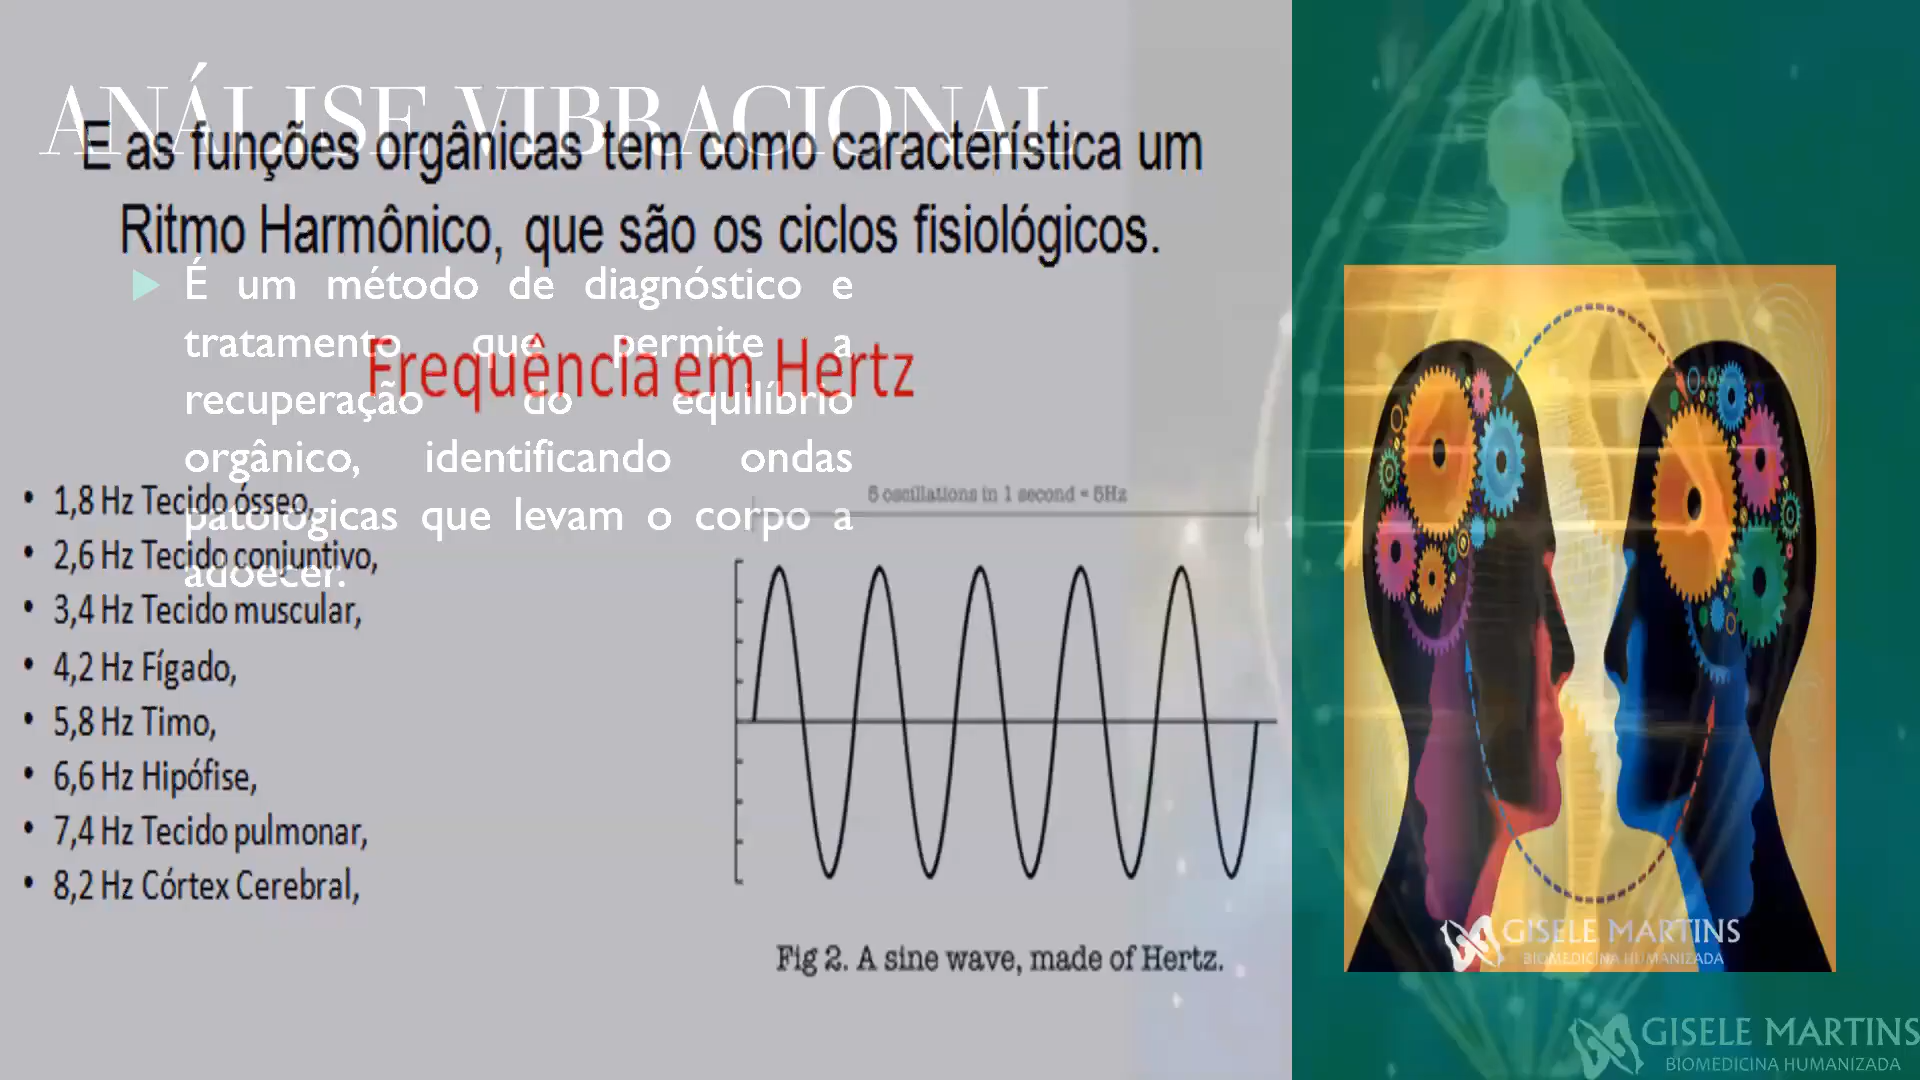 ANÁLISE VIBRACIONAL
E as funções orgânicas tem como característica um
Ritmo Harmônico, que são os ciclos fisiológicos.
É um método de diagnóstico e
tratamento que permite a
recuperação do equilíbrio
orgânico, identificando ondas
patológicas que levam o corpo a
adoecer.
Frequência em Hertz
• 1,8 Hz Tecido ósseo,
• 2,6 Hz Tecido conjuntivo,
• 3,4 Hz Tecido muscular,
• 4,2 Hz Fígado,
• 5,8 Hz Timo,
• 6,6 Hz Hipófise,
• 7,4 Hz Tecido pulmonar,
• 8,2 Hz Córtex Cerebral,
5 oscillations in 1 second = 5Hz
Fig 2. A sine wave, made of Hertz.
GISELE MARTINS
BIOMEDICINA HUMANIZADA
GISELE MARTINS
BIOMEDICINA HUMANIZADA